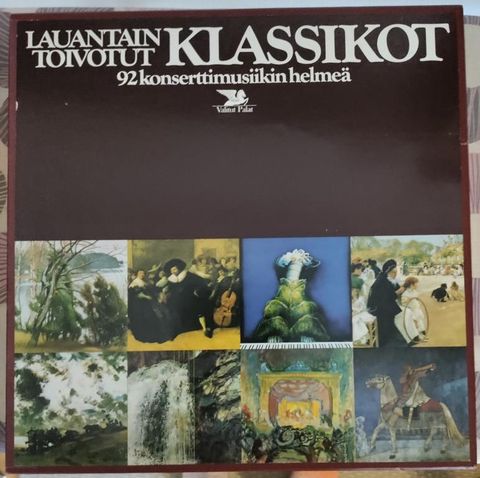 LAUANTAIN
TOIVOTUT KLASSIKOT
92 konserttimusiikin helmeä
Valitut Palat